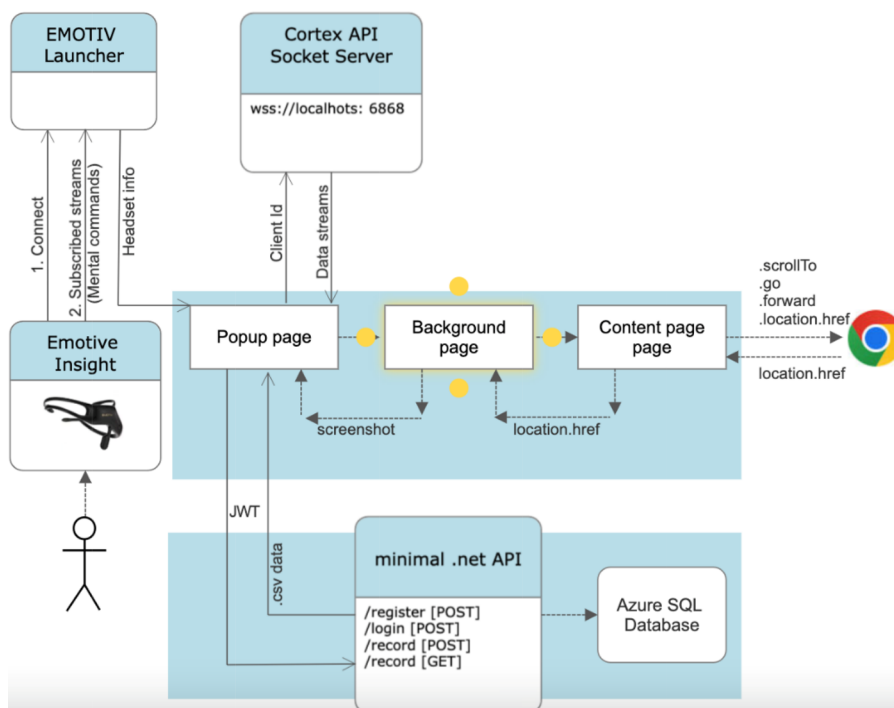 EMOTIV
Launcher
Cortex API
Socket Server
wss://localhots: 6868
1. Connect
2. Subscribed streams
(Mental commands)
Headset info
Client Id
Data streams
.scrollTo
.go
.forward
.location.href
Popup page
Background
page
Content page
page
location.href
Emotive
Insight
screenshot
location.href
JWT
.csv data
minimal .net API
/register [POST]
/login [POST]
/record [POST]
/record [GET]
Azure SQL
Database